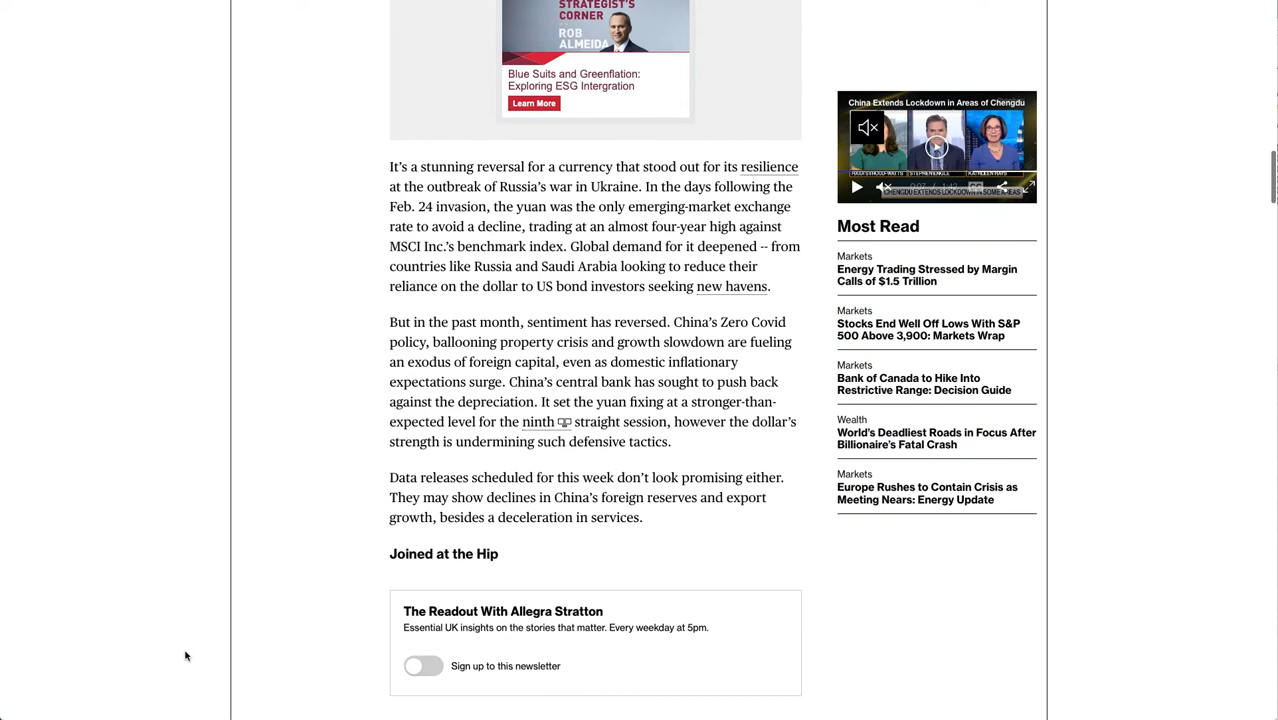 STRATEGIST'S
CORNER
ROB
ALMEIDA
Blue Suits and Greenflation:
Exploring ESG Intergration
Learn More
It’s a stunning reversal for a currency that stood out for its resilience
at the outbreak of Russia’s war in Ukraine. In the days following the
Feb. 24 invasion, the yuan was the only emerging-market exchange
rate to avoid a decline, trading at an almost four-year high against
MSCI Inc.’s benchmark index. Global demand for it deepened -- from
countries like Russia and Saudi Arabia looking to reduce their
reliance on the dollar to US bond investors seeking new havens.
But in the past month, sentiment has reversed. China’s Zero Covid
policy, ballooning property crisis and growth slowdown are fueling
an exodus of foreign capital, even as domestic inflationary
expectations surge. China’s central bank has sought to push back
against the depreciation. It set the yuan fixing at a stronger-than-
expected level for the ninth straight session, however the dollar’s
strength is undermining such defensive tactics.
Data releases scheduled for this week don’t look promising either.
They may show declines in China’s foreign reserves and export
growth, besides a deceleration in services.
Joined at the Hip
The Readout With Allegra Stratton
Essential UK insights on the stories that matter. Every weekday at 5pm.
Sign up to this newsletter
China Extends Lockdown in Areas of Chengdu
CHENGDU EXTENDS LOCKDOWN IN SOME AREAS
Most Read
Markets
Energy Trading Stressed by Margin
Calls of $1.5 Trillion
Markets
Stocks End Well Off Lows With S&P
500 Above 3,900: Markets Wrap
Markets
Bank of Canada to Hike Into
Restrictive Range: Decision Guide
Wealth
World’s Deadliest Roads in Focus After
Billionaire’s Fatal Crash
Markets
Europe Rushes to Contain Crisis as
Meeting Nears: Energy Update